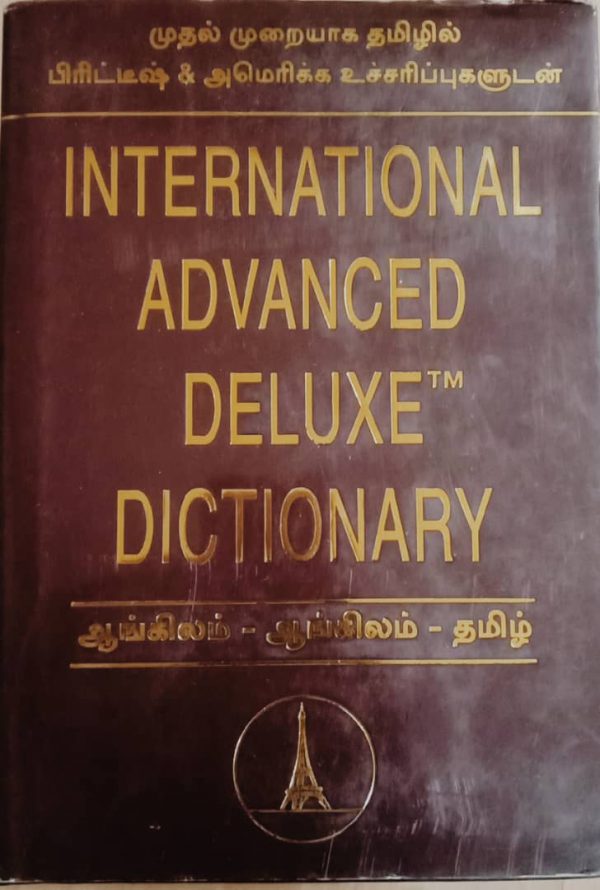 முதல் முறையாக தமிழில்
பிரிட்டீஷ் & அமெரிக்க உச்சரிப்புகளுடன்
INTERNATIONAL
ADVANCED
DELUXE™
DICTIONARY
ஆங்கிலம் - ஆங்கிலம் - தமிழ்